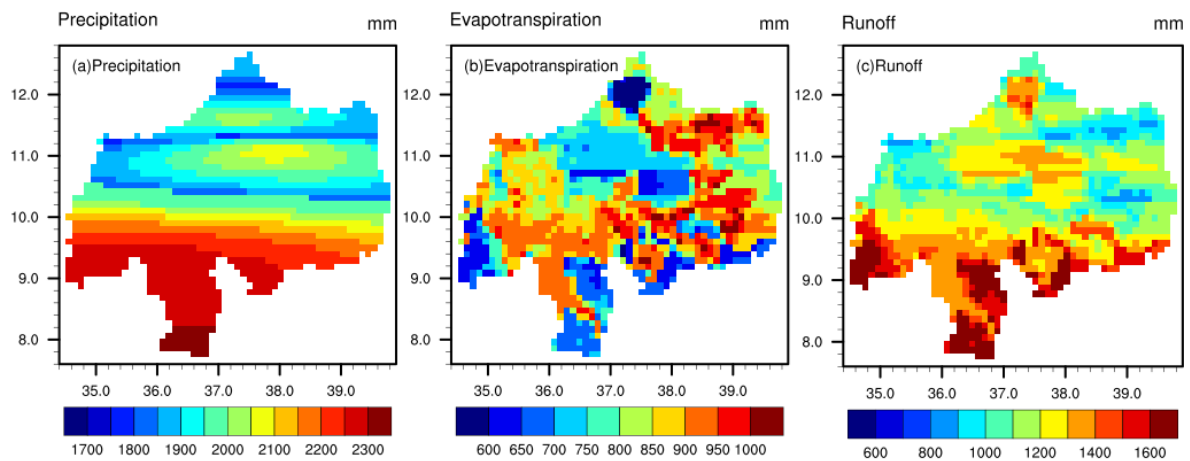 Precipitation mm Evapotranspiration mm Runoff mm
(a)Precipitation (b)Evapotranspiration (c)Runoff
12.0 12.0 12.0
11.0 11.0 11.0
10.0 10.0 10.0
9.0 9.0 9.0
8.0 8.0 8.0
35.0 36.0 37.0 38.0 39.0 35.0 36.0 37.0 38.0 39.0 35.0 36.0 37.0 38.0 39.0
1700 1800 1900 2000 2100 2200 2300 600 650 700 750 800 850 900 950 1000 600 800 1000 1200 1400 1600